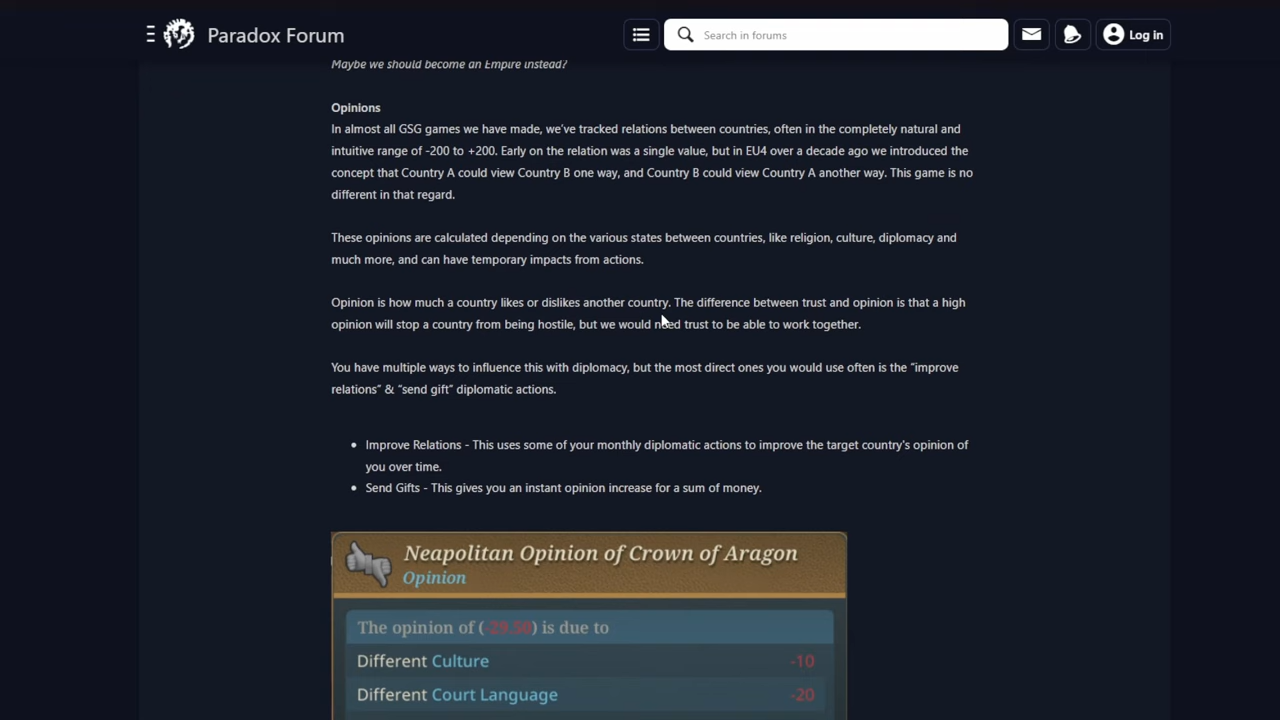 Paradox Forum
Search in forums
Log in
Maybe we should become an Empire instead?
Opinions
In almost all GSG games we have made, we've tracked relations between countries, often in the completely natural and
intuitive range of -200 to +200. Early on the relation was a single value, but in EU4 over a decade ago we introduced the
concept that Country A could view Country B one way, and Country B could view Country A another way. This game is no
different in that regard.
These opinions are calculated depending on the various states between countries, like religion, culture, diplomacy and
much more, and can have temporary impacts from actions.
Opinion is how much a country likes or dislikes another country. The difference between trust and opinion is that a high
opinion will stop a country from being hostile, but we would need trust to be able to work together.
You have multiple ways to influence this with diplomacy, but the most direct ones you would use often is the “improve
relations” & “send gift” diplomatic actions.
• Improve Relations - This uses some of your monthly diplomatic actions to improve the target country's opinion of
you over time.
• Send Gifts - This gives you an instant opinion increase for a sum of money.
Neapolitan Opinion of Crown of Aragon
Opinion
The opinion of (-29.50) is due to
Different Culture -10
Different Court Language -20